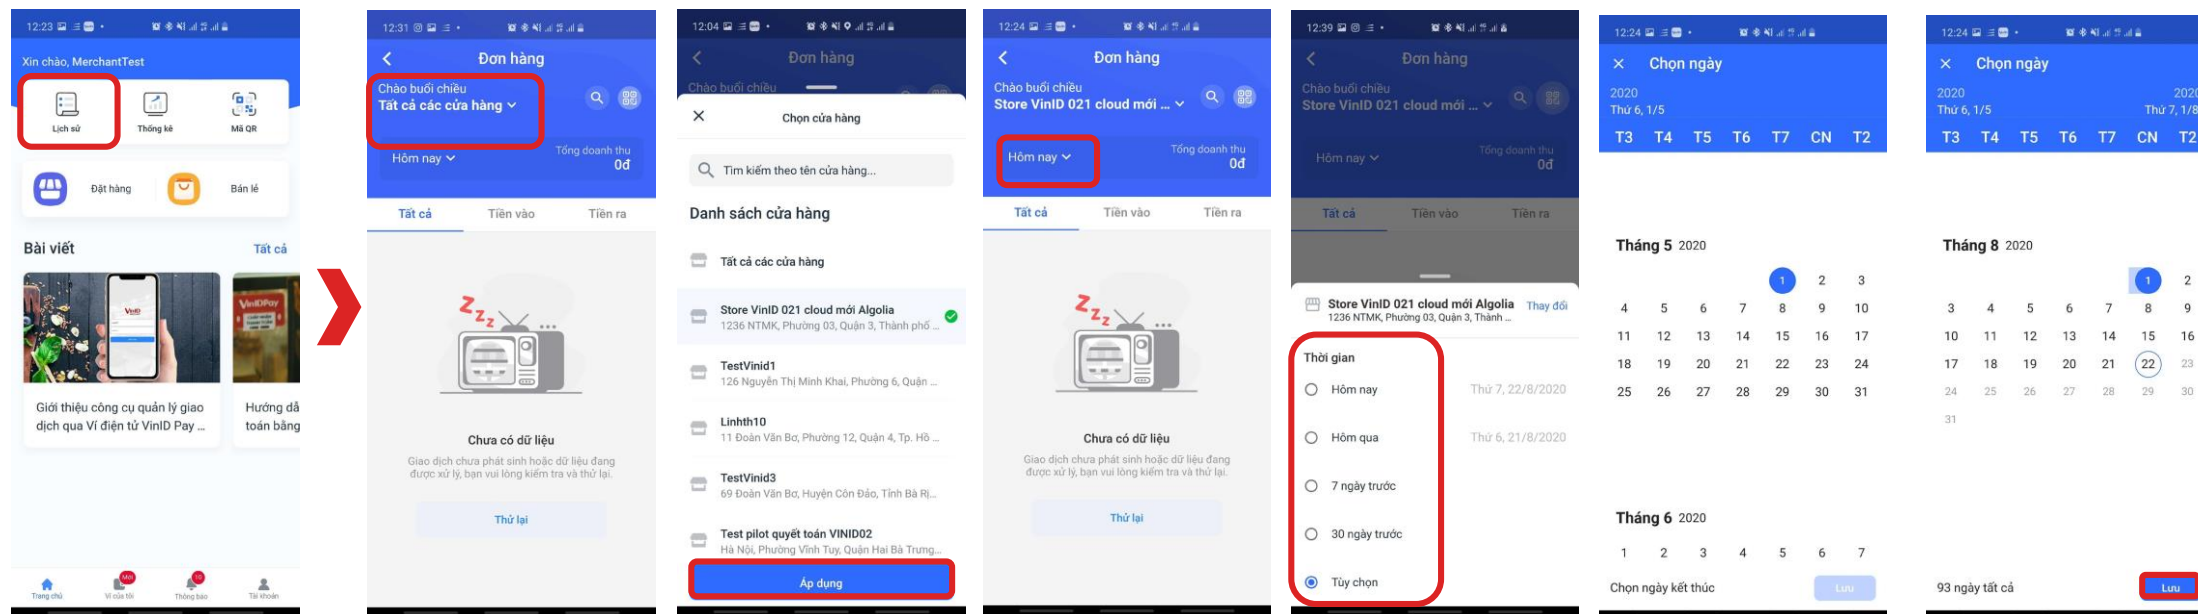 12:23
Xin chào, MerchantTest
Lịch sử
Thống kê
Mã QR
Đặt hàng
Bán lẻ
Bài viết
Tất cả
VinID
VinIDPay
Giới thiệu công cụ quản lý giao
dịch qua Ví điện tử VinID Pay ...
Hướng dẫ
toán bằng
Trang chủ
Ví của tôi
Mới
Thông báo
10
Tài khoản
12:31
Đơn hàng
Chào buổi chiều
Tất cả các cửa hàng
Hôm nay
Tổng doanh thu
0đ
Tất cả
Tiền vào
Tiền ra
Z Z Z
Chưa có dữ liệu
Giao dịch chưa phát sinh hoặc dữ liệu đang
được xử lý, bạn vui lòng kiểm tra và thử lại.
Thử lại
12:04
Đơn hàng
Chào buổi chiều
Chọn cửa hàng
Tìm kiếm theo tên cửa hàng...
Danh sách cửa hàng
Tất cả các cửa hàng
Store VinID 021 cloud mới Algolia
1236 NTMK, Phường 03, Quận 3, Thành phố ...
TestVinid1
126 Nguyễn Thị Minh Khai, Phường 6, Quận ...
Linhth10
11 Đoàn Văn Bơ, Phường 12, Quận 4, Tp. Hồ ...
TestVinid3
69 Đoàn Văn Bơ, Huyện Côn Đảo, Tỉnh Bà Rị...
Test pilot quyết toán VINID02
Hà Nội, Phường Vĩnh Tuy, Quận Hai Bà Trưng...
Áp dụng
12:24
Đơn hàng
Chào buổi chiều
Store VinID 021 cloud mới ...
Hôm nay
Tổng doanh thu
0đ
Tất cả
Tiền vào
Tiền ra
Z Z Z
Chưa có dữ liệu
Giao dịch chưa phát sinh hoặc dữ liệu đang
được xử lý, bạn vui lòng kiểm tra và thử lại.
Thử lại
12:39
Đơn hàng
Chào buổi chiều
Store VinID 021 cloud mới ...
Hôm nay
Tổng doanh thu
0đ
Tất cả
Tiền vào
Tiền ra
Store VinID 021 cloud mới Algolia
Thay đổi
1236 NTMK, Phường 03, Quận 3, Thành ...
Thời gian
Hôm nay
Thứ 7, 22/8/2020
Hôm qua
Thứ 6, 21/8/2020
7 ngày trước
30 ngày trước
Tùy chọn
12:24
Chọn ngày
2020
Thứ 6, 1/5
T3 T4 T5 T6 T7 CN T2
Tháng 5 2020
1 2 3
4 5 6 7 8 9 10
11 12 13 14 15 16 17
18 19 20 21 22 23 24
25 26 27 28 29 30 31
Tháng 6 2020
1 2 3 4 5 6 7
Chọn ngày kết thúc
Lưu
12:24
Chọn ngày
2020 2020
Thứ 6, 1/5 Thứ 7, 1/8
T3 T4 T5 T6 T7 CN T2
Tháng 8 2020
1 2
3 4 5 6 7 8 9
10 11 12 13 14 15 16
17 18 19 20 21 22 23
24 25 26 27 28 29 30
31
93 ngày tất cả
Lưu